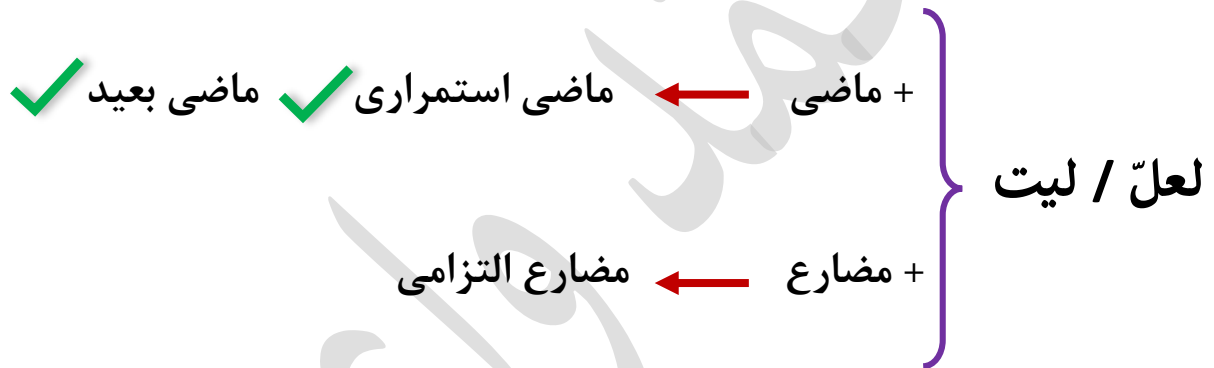 + ماضی ← ماضی استمراری ✓ ماضی بعید ✓
لعلّ / لیت
+ مضارع ← مضارع التزامی